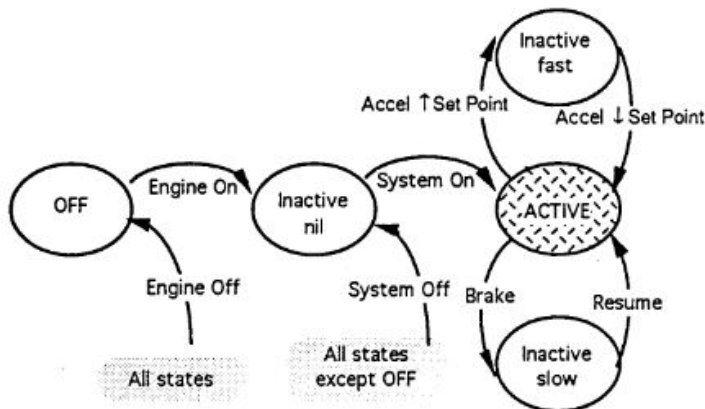 Inactive
fast
Accel ↑Set Point
Accel ↓Set Point
Engine On
System On
OFF
Inactive
nil
ACTIVE
Engine Off
System Off
Brake
Resume
All states
All states
except OFF
Inactive
slow